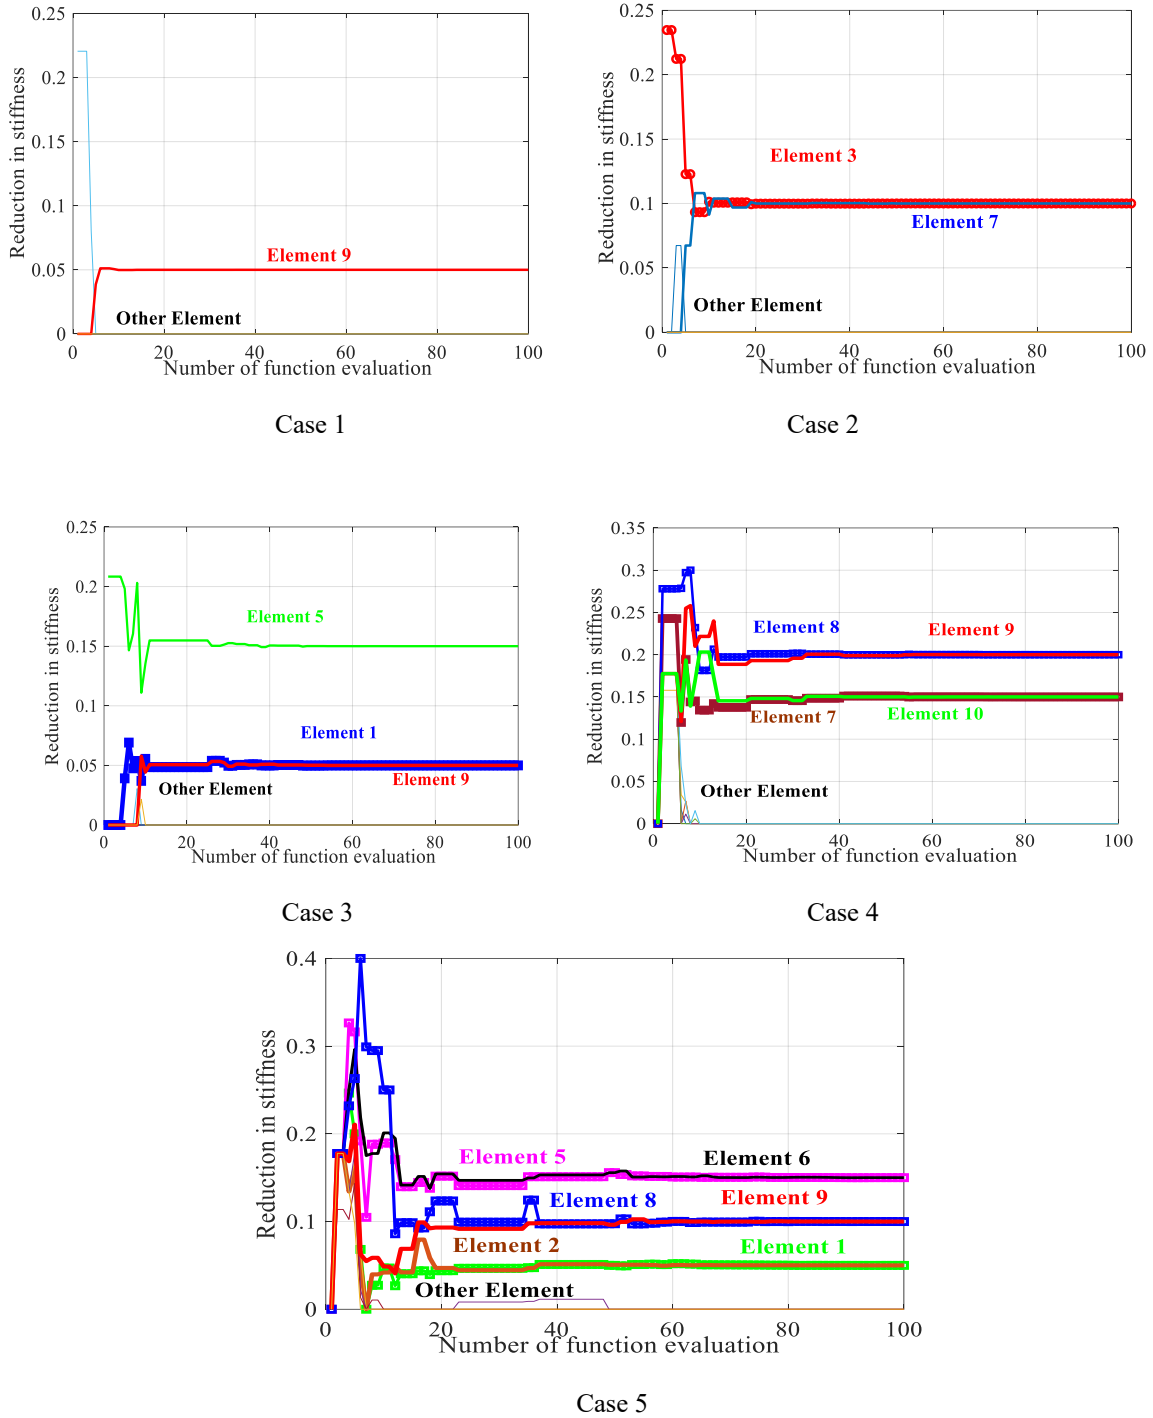 0.25
0.2
0.15
0.1
0.05
0
Reduction in stiffness
Element 9
Other Element
0 20 40 60 80 100
Number of function evaluation
Case 1
0.25
0.2
0.15
0.1
0.05
0
Reduction in stiffness
Element 3
Element 7
Other Element
0 20 40 60 80 100
Number of function evaluation
Case 2
0.25
0.2
0.15
0.1
0.05
0
Reduction in stiffness
Element 5
Element 1
Element 9
Other Element
0 20 40 60 80 100
Number of function evaluation
Case 3
0.35
0.3
0.25
0.2
0.15
0.1
0.05
0
Reduction in stiffness
Element 8
Element 9
Element 7
Element 10
Other Element
0 20 40 60 80 100
Number of function evaluation
Case 4
0.4
0.3
0.2
0.1
0
Reduction in stiffness
Element 5
Element 6
Element 8
Element 9
Element 2
Element 1
Other Element
0 20 40 60 80 100
Number of function evaluation
Case 5